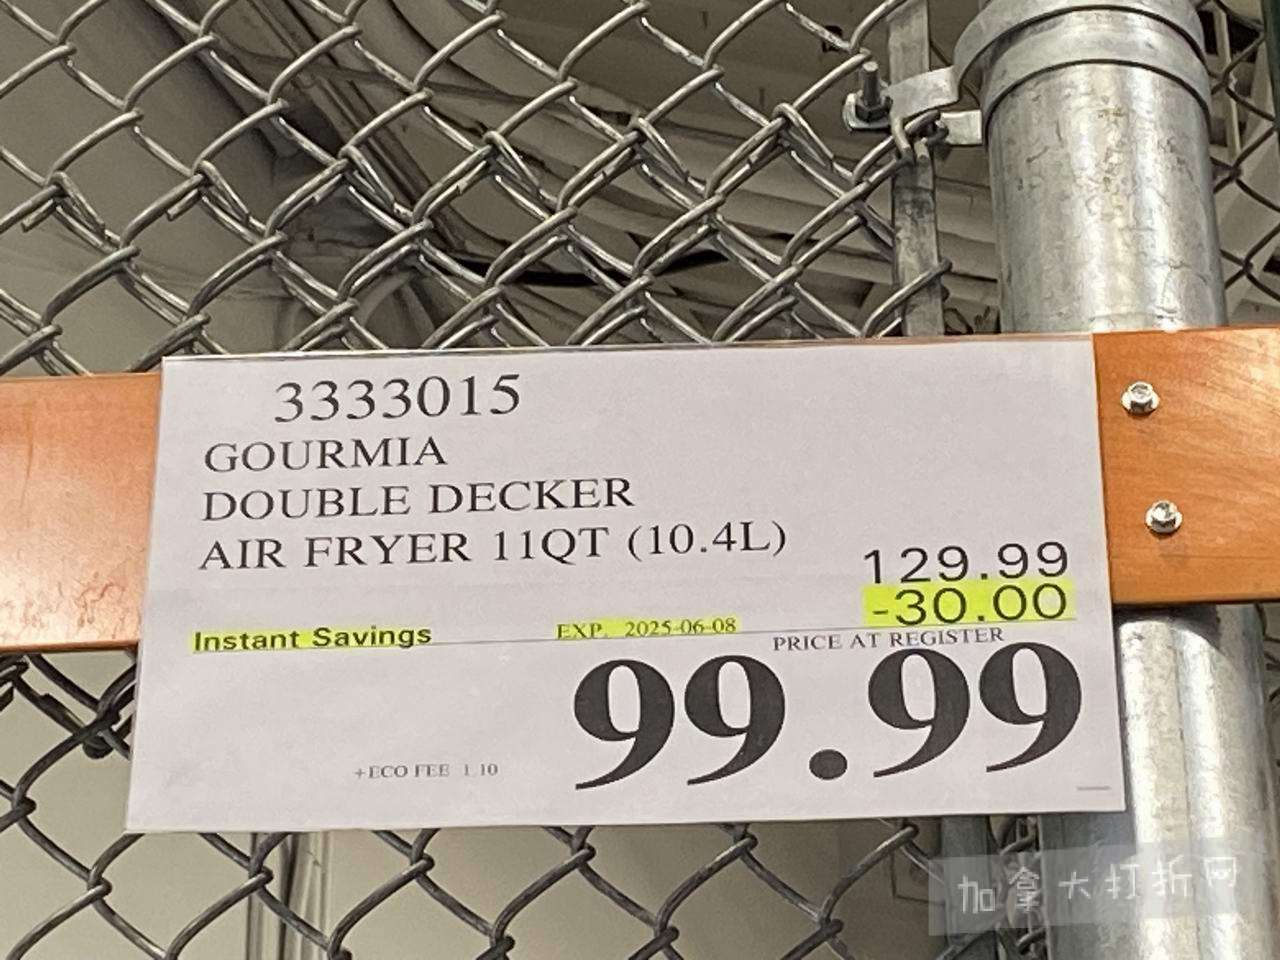 3333015
GOURMIA
DOUBLE DECKER
AIR FRYER 11QT (10.4L)
129.99
-30.00
Instant Savings EXP. 2025-06-08
PRICE AT REGISTER
99.99
+ECO FEE 1.10
加拿大打折网